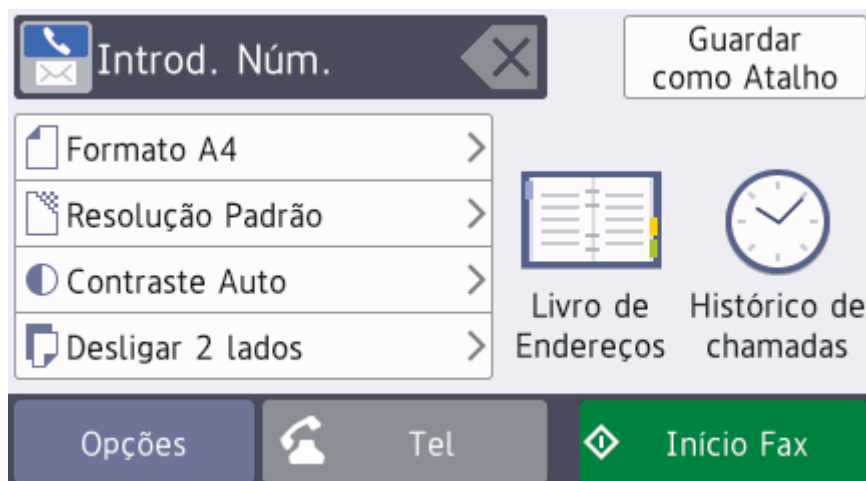 Introd. Núm.
Guardar
como Atalho
Formato A4
Resolução Padrão
Contraste Auto
Desligar 2 lados
Livro de
Endereços
Histórico de
chamadas
Opções
Tel
Início Fax